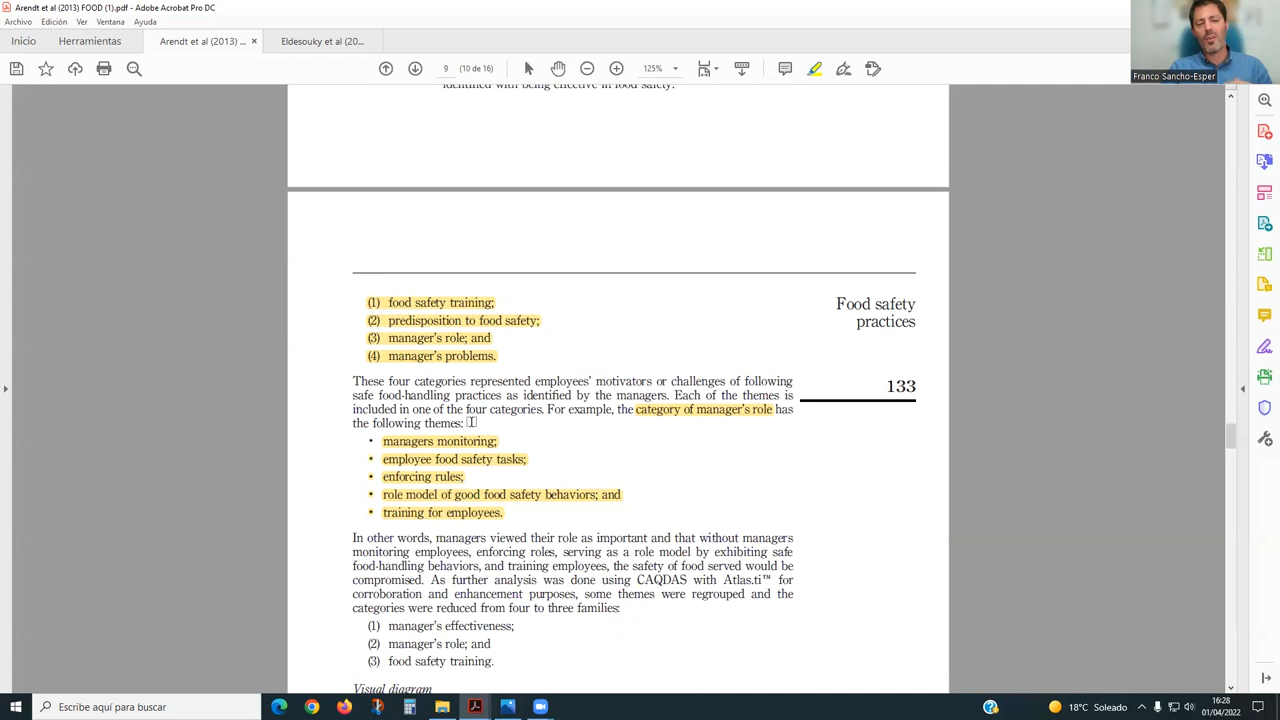 Arendt et al (2013) FOOD (1).pdf - Adobe Acrobat Pro DC
Archivo Edición Ver Ventana Ayuda
Inicio Herramientas Arendt et al (2013) ... × Eldesouky et al (20...
9 (10 de 16) 125%
Franco Sancho-Esper
identified with being effective in food safety.
(1) food safety training;
(2) predisposition to food safety;
(3) manager's role; and
(4) manager's problems.
Food safety
practices
133
These four categories represented employees' motivators or challenges of following
safe food-handling practices as identified by the managers. Each of the themes is
included in one of the four categories. For example, the category of manager's role has
the following themes:
• managers monitoring;
• employee food safety tasks;
• enforcing rules;
• role model of good food safety behaviors; and
• training for employees.
In other words, managers viewed their role as important and that without managers
monitoring employees, enforcing roles, serving as a role model by exhibiting safe
food-handling behaviors, and training employees, the safety of food served would be
compromised. As further analysis was done using CAQDAS with Atlas.ti™ for
corroboration and enhancement purposes, some themes were regrouped and the
categories were reduced from four to three families:
(1) manager's effectiveness;
(2) manager's role; and
(3) food safety training.
Visual diagram
Escribe aquí para buscar
18°C Soleado
16:28
01/04/2022